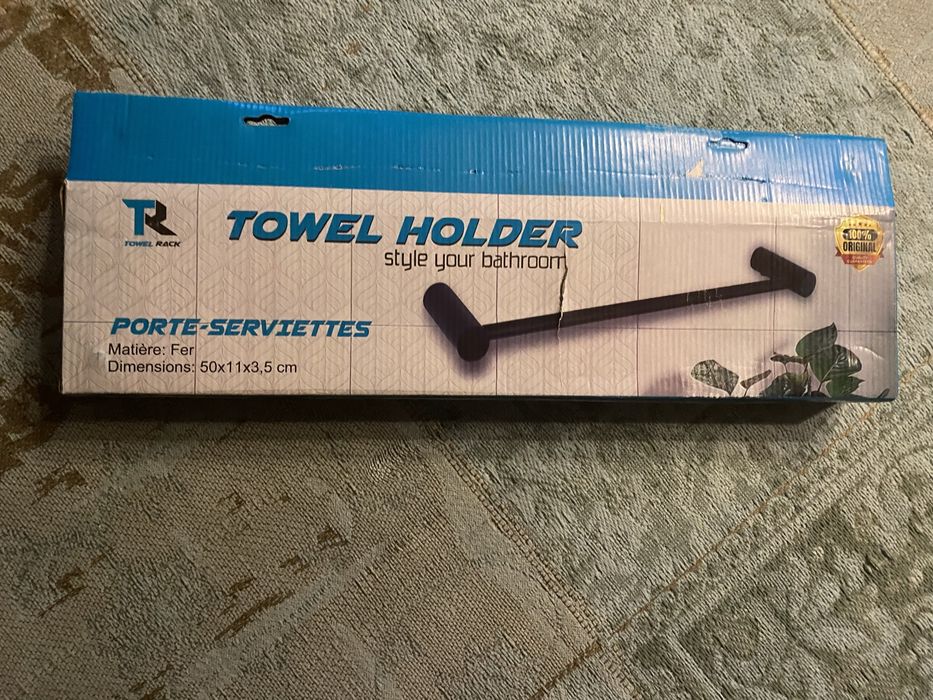 TR
TOWEL RACK
TOWEL HOLDER
style your bathroom
100%
ORIGINAL
PORTE-SERVIETTES
Matière: Fer
Dimensions: 50x11x3,5 cm